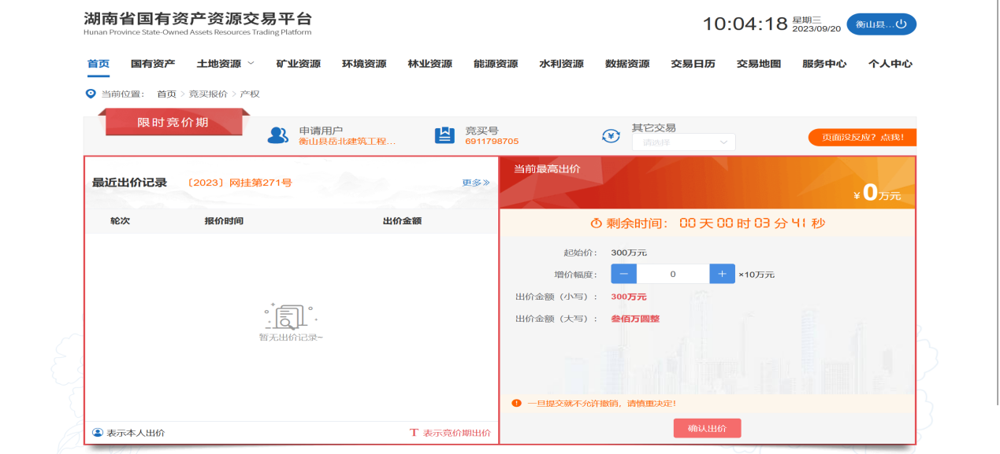 湖南省国有资产资源交易平台
Hunan Province State-Owned Assets Resources Trading Platform
10:04:18 星期三 2023/09/20 衡山县...
首页 国有资产 土地资源 矿业资源 环境资源 林业资源 能源资源 水利资源 数据资源 交易日历 交易地图 服务中心 个人中心
当前位置： 首页 > 竞买报价 > 产权
限时竞价期
申请用户
衡山县岳北建筑工程...
竞买号
6911798705
其它交易
请选择
页面没反应？点我!
最近出价记录 〔2023〕网挂第271号 更多》
轮次 报价时间 出价金额
暂无出价记录~
表示本人出价 T 表示竞价期出价
当前最高出价
¥0万元
剩余时间： 00 天 00 时 03 分 41 秒
起始价： 300万元
增价幅度： － 0 ＋ ×10万元
出价金额（小写）： 300万元
出价金额（大写）： 叁佰万圆整
一旦提交就不允许撤销，请慎重决定!
确认出价